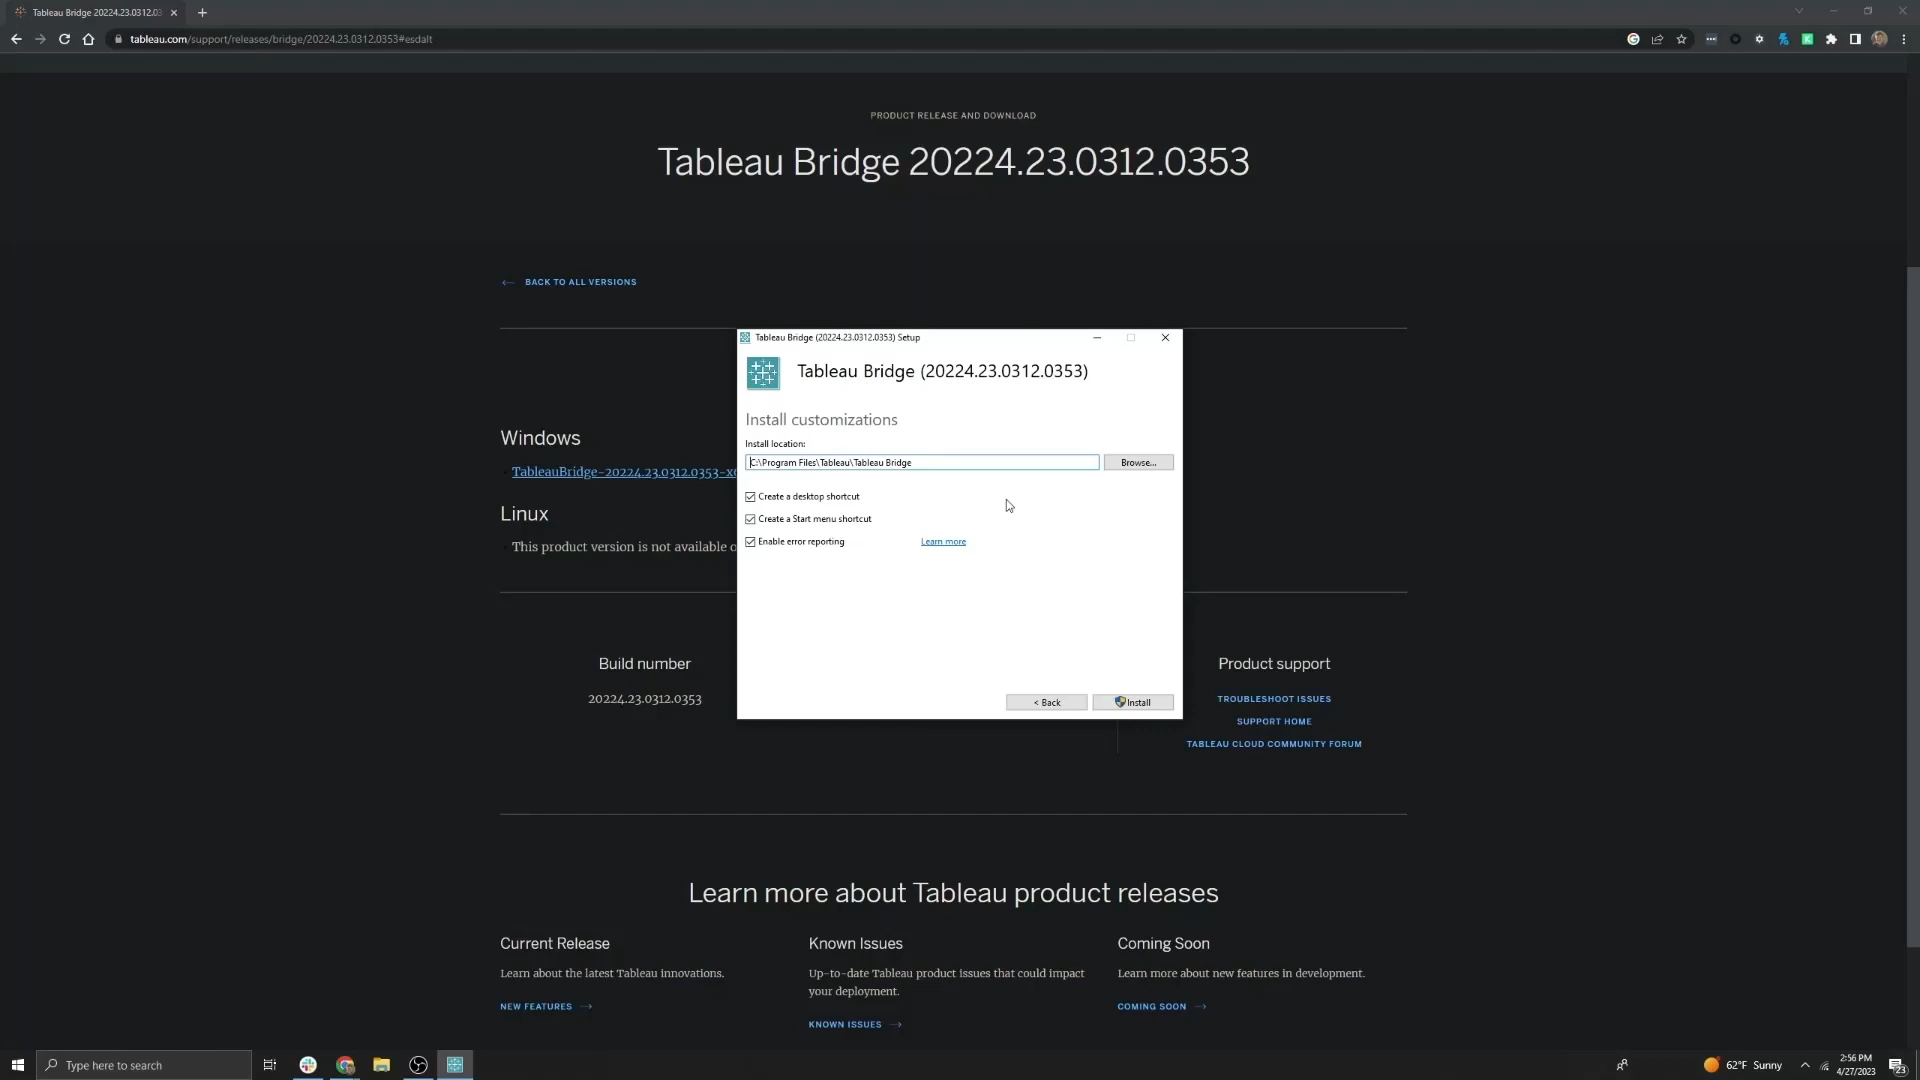 Tableau Bridge 20224.23.0312.03
tableau.com/support/releases/bridge/20224.23.0312.0353#esdalt
PRODUCT RELEASE AND DOWNLOAD
Tableau Bridge 20224.23.0312.0353
BACK TO ALL VERSIONS
Windows
TableauBridge-20224.23.0312.0353-x
Linux
This product version is not available o
Tableau Bridge (20224.23.0312.0353) Setup
Tableau Bridge (20224.23.0312.0353)
Install customizations
Install location:
C:\Program Files\Tableau\Tableau Bridge
Browse...
Create a desktop shortcut
Create a Start menu shortcut
Enable error reporting
Learn more
< Back
Install
Build number
20224.23.0312.0353
Product support
TROUBLESHOOT ISSUES
SUPPORT HOME
TABLEAU CLOUD COMMUNITY FORUM
Learn more about Tableau product releases
Current Release
Learn about the latest Tableau innovations.
NEW FEATURES
Known Issues
Up-to-date Tableau product issues that could impact
your deployment.
KNOWN ISSUES
Coming Soon
Learn more about new features in development.
COMING SOON
Type here to search
62°F Sunny
2:56 PM
4/27/2023
23